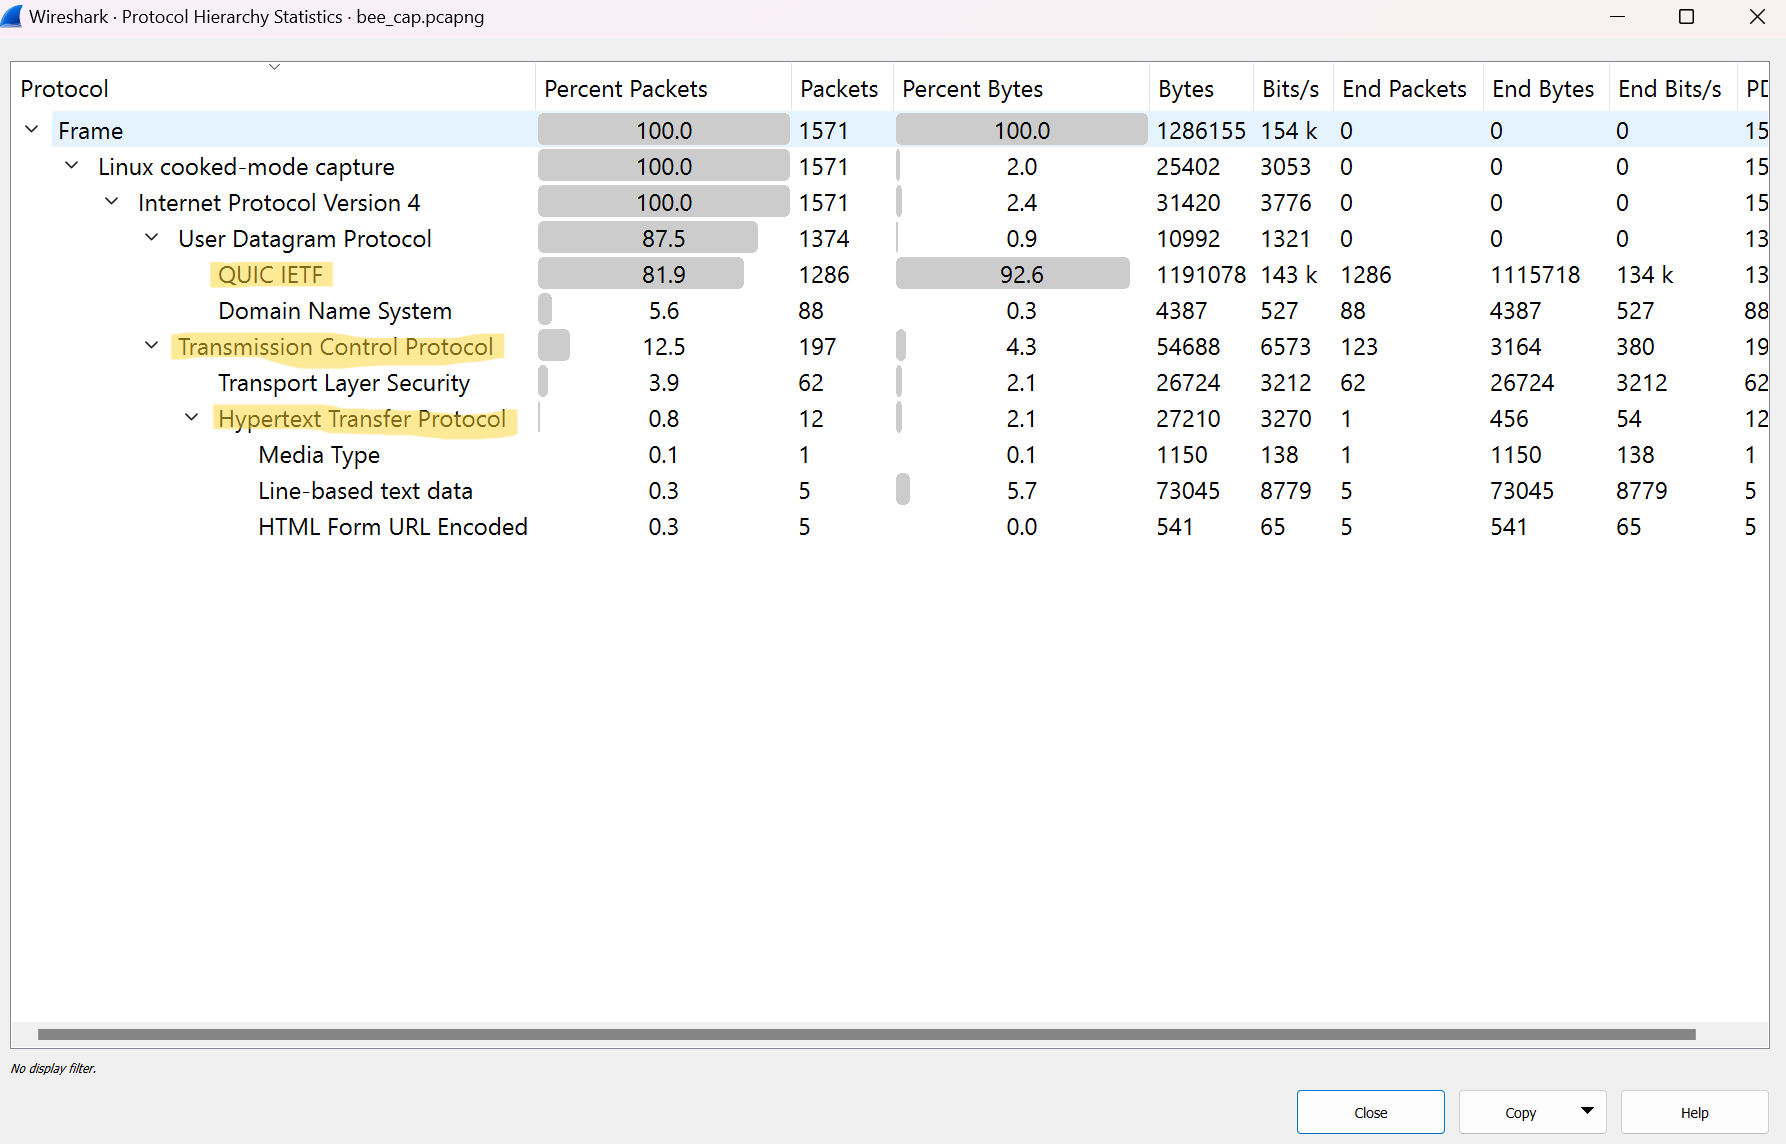 Wireshark · Protocol Hierarchy Statistics · bee_cap.pcapng
Protocol Percent Packets Packets Percent Bytes Bytes Bits/s End Packets End Bytes End Bits/s
Frame 100.0 1571 100.0 1286155 154 k 0 0 0 15
Linux cooked-mode capture 100.0 1571 2.0 25402 3053 0 0 0 15
Internet Protocol Version 4 100.0 1571 2.4 31420 3776 0 0 0 15
User Datagram Protocol 87.5 1374 0.9 10992 1321 0 0 0 13
QUIC IETF 81.9 1286 92.6 1191078 143 k 1286 1115718 134 k 13
Domain Name System 5.6 88 0.3 4387 527 88 4387 527 88
Transmission Control Protocol 12.5 197 4.3 54688 6573 123 3164 380 19
Transport Layer Security 3.9 62 2.1 26724 3212 62 26724 3212 62
Hypertext Transfer Protocol 0.8 12 2.1 27210 3270 1 456 54 12
Media Type 0.1 1 0.1 1150 138 1 1150 138 1
Line-based text data 0.3 5 5.7 73045 8779 5 73045 8779 5
HTML Form URL Encoded 0.3 5 0.0 541 65 5 541 65 5
No display filter.
Close Copy Help